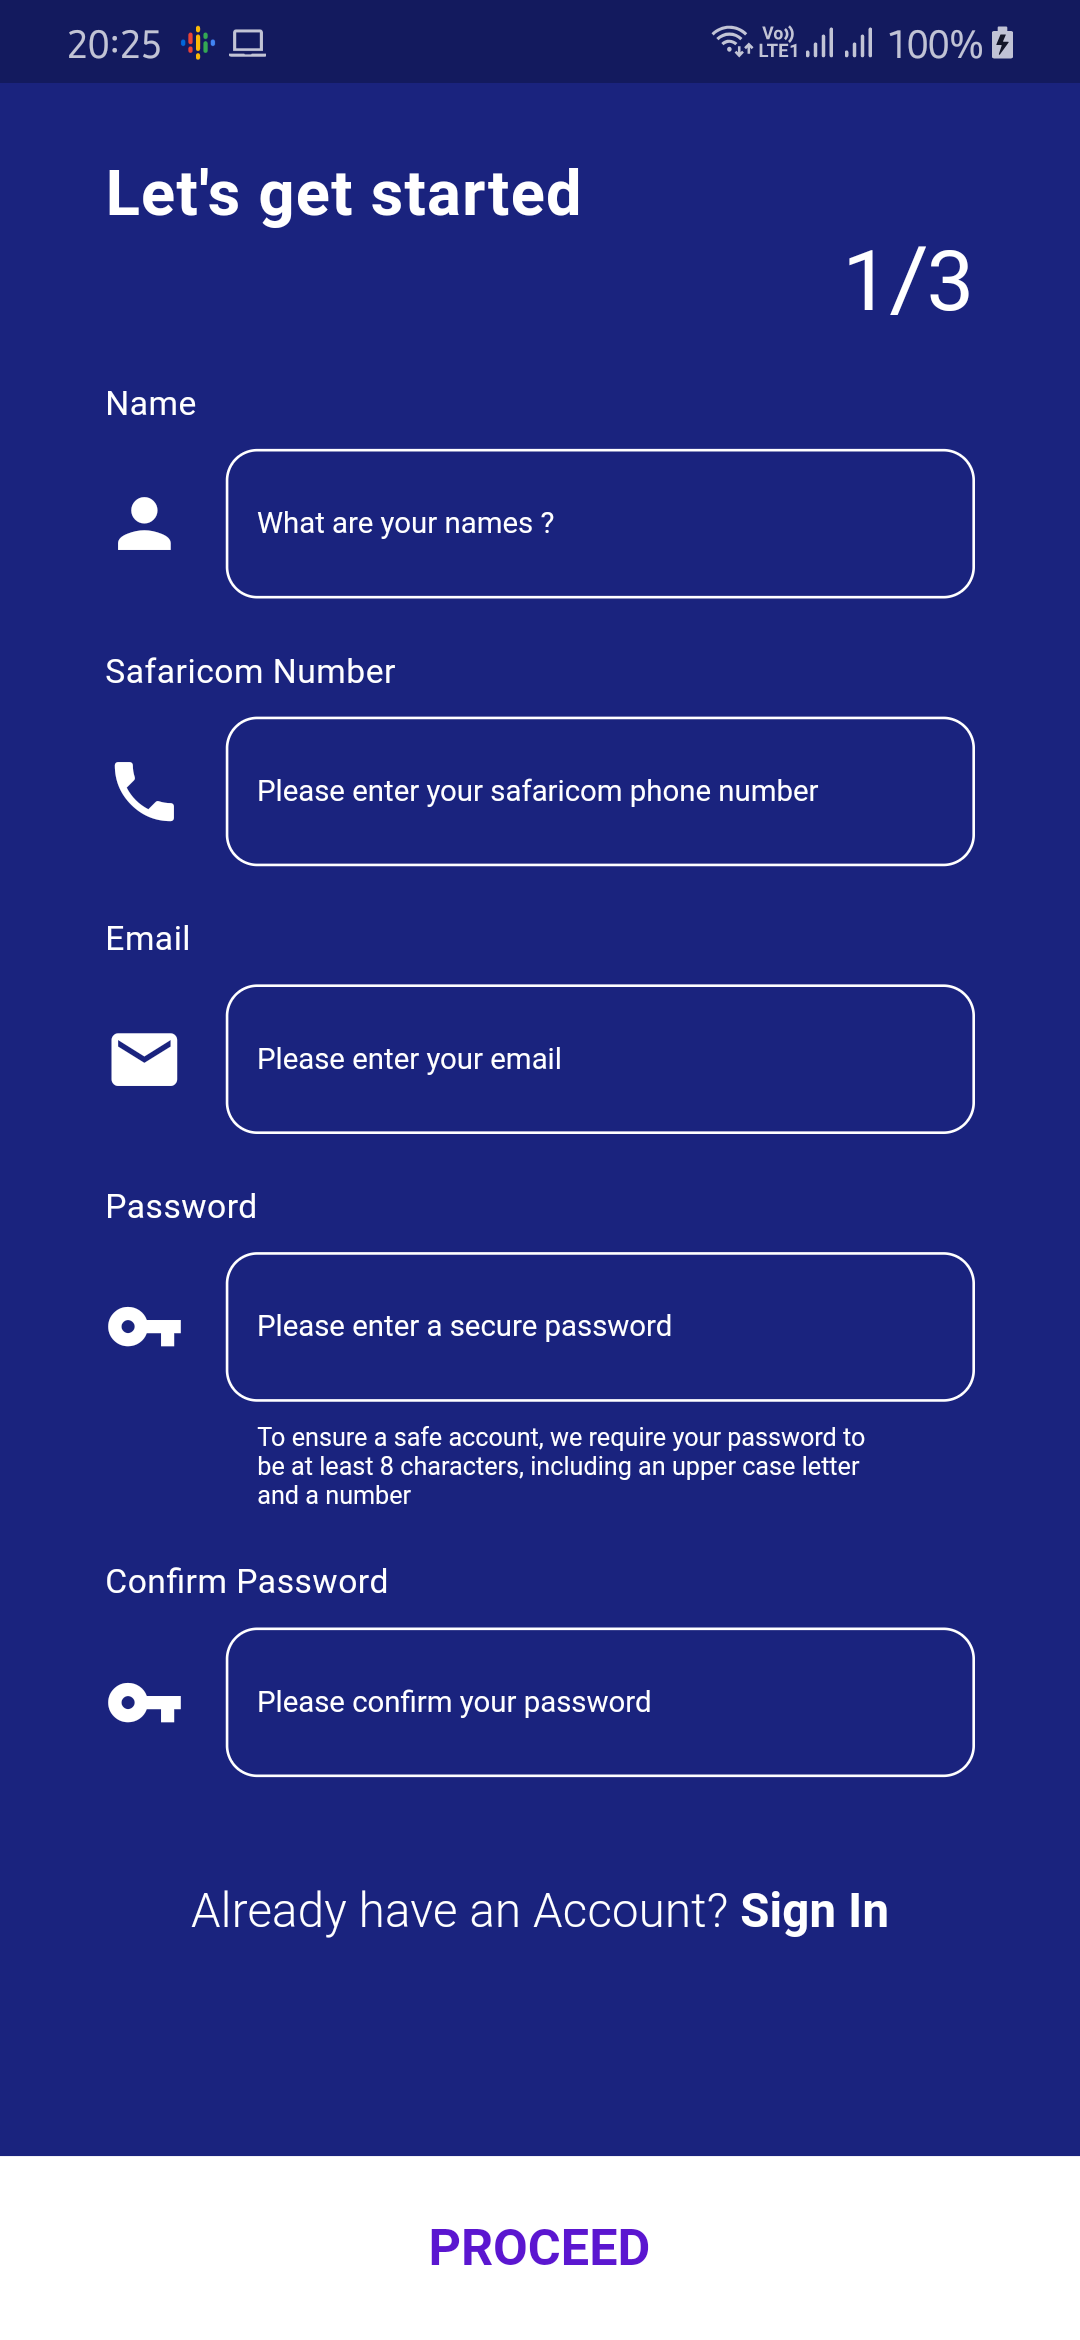 20:25
Vo))
LTE1
100%
Let's get started
1/3
Name
What are your names ?
Safaricom Number
Please enter your safaricom phone number
Email
Please enter your email
Password
Please enter a secure password
To ensure a safe account, we require your password to
be at least 8 characters, including an upper case letter
and a number
Confirm Password
Please confirm your password
Already have an Account? Sign In
PROCEED